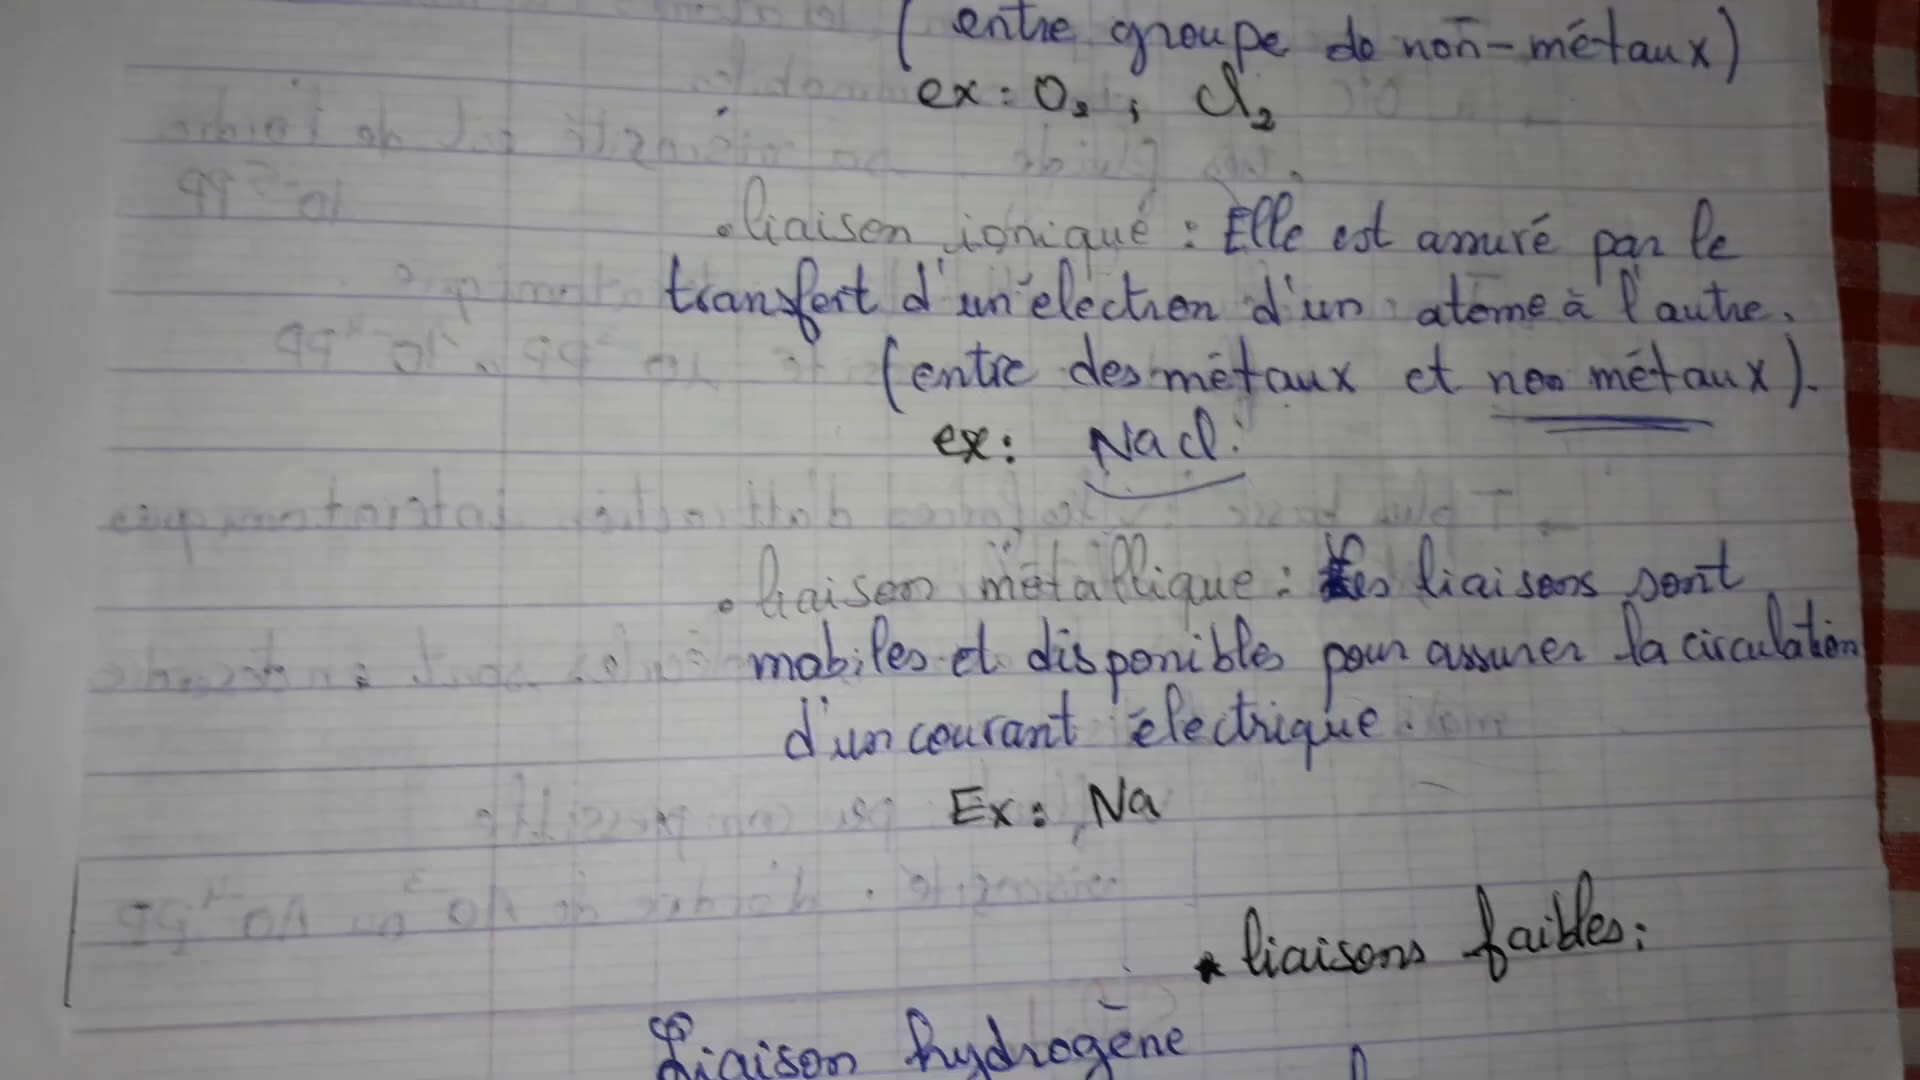 (entre groupe de non-métaux)
ex: O₂, Cl₂
• liaison ionique : Elle est assuré par le
transfert d'un électron d'un atome à l'autre.
(entre des métaux et non métaux).
ex: NaCl.
• liaison métallique : Les liaisons sont
mobiles et disponibles pour assurer la circulation
d'un courant électrique.
Ex: Na
* liaisons faibles:
Liaison hydrogène